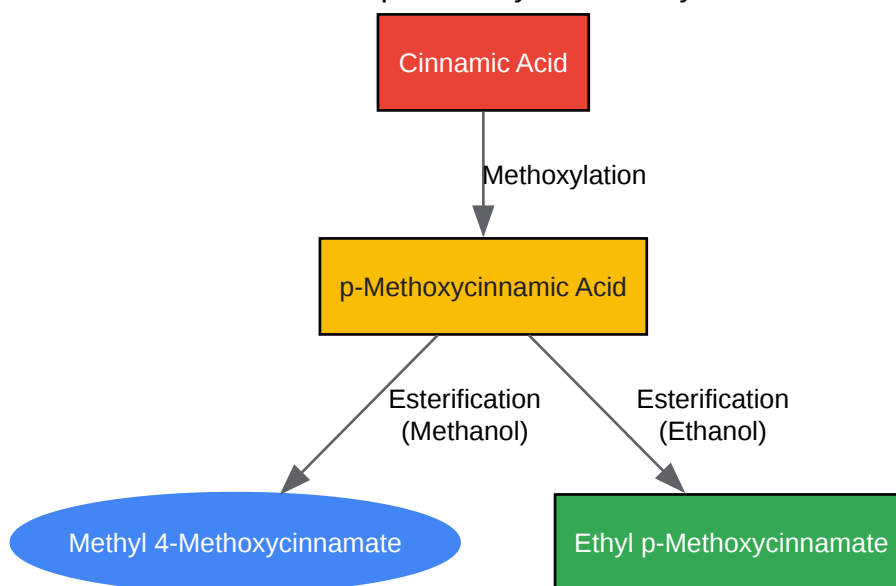 Cinnamic Acid
Methoxylation
p-Methoxycinnamic Acid
Esterification
(Methanol)
Esterification
(Ethanol)
Methyl 4-Methoxycinnamate
Ethyl p-Methoxycinnamate